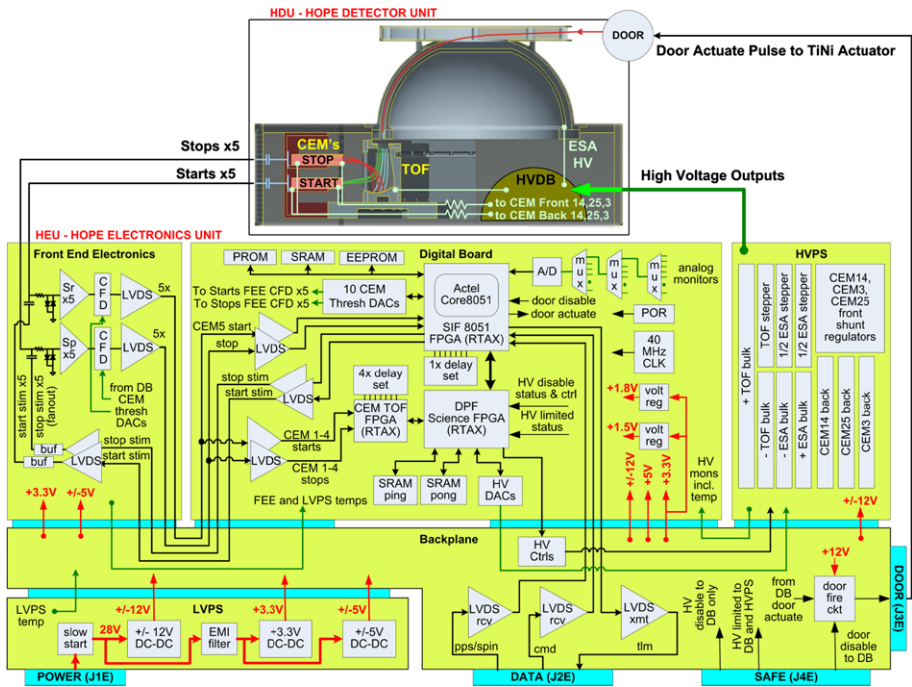 HDU - HOPE DETECTOR UNIT
DOOR
Door Actuate Pulse to TiNi Actuator
Stops x5
Starts x5
CEM's
STOP
START
TOF
ESA
HV
HVDB
to CEM Front 14,25,3
to CEM Back 14,25,3
High Voltage Outputs
HEU - HOPE ELECTRONICS UNIT
Front End Electronics
Sr
x5
CFD
LVDS
5x
Sp
x5
CFD
LVDS
5x
from DB
CEM
thresh
DACs
start stim x5
stop stim x5
(fanout)
buf
buf
LVDS
stop stim
start stim
+3.3V
+/-5V
Digital Board
PROM
SRAM
EEPROM
To Starts FEE CFD x5
To Stops FEE CFD x5
10 CEM
Thresh DACs
Actel
Core8051
SIF 8051
FPGA
(RTAX)
A/D
mux
mux
mux
analog
monitors
door disable
door actuate
POR
40
MHz
CLK
CEM5 start
stop
LVDS
stop stim
start stim
LVDS
4x delay
set
1x delay
set
CEM TOF
FPGA
(RTAX)
DPF
Science FPGA
(RTAX)
HV disable
status & ctrl
HV limited
status
LVDS
CEM 1-4
starts
CEM 1-4
stops
SRAM
ping
SRAM
pong
HV
DACs
FEE and LVPS temps
+1.8V
volt
reg
+1.5V
volt
reg
+/-12V
+5V
+3.3V
HV
mons
incl.
temp
HVPS
+ TOF bulk
TOF stepper
1/2 ESA stepper
1/2 ESA stepper
CEM14,
CEM3,
CEM25
front
shunt
regulators
- TOF bulk
- ESA bulk
+ ESA bulk
CEM14 back
CEM25 back
CEM3 back
+/-12V
Backplane
HV
Ctrls
LVPS
temp
+/-12V
LVPS
+3.3V
+/-5V
slow
start
28V
+/- 12V
DC-DC
EMI
filter
+3.3V
DC-DC
+/-5V
DC-DC
POWER (J1E)
LVDS
rcv
LVDS
rcv
LVDS
xmt
pps/spin
cmd
tlm
DATA (J2E)
HV
disable to
DB only
HV limited to
DB and HVPS
from
DB
door
actuate
+12V
door
fire
ckt
door
disable
to DB
SAFE (J4E)
DOOR (J3E)